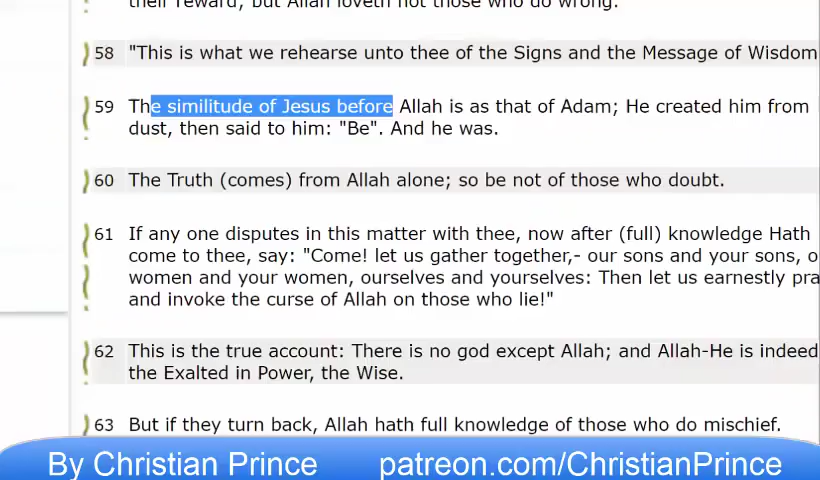 their reward; but Allah loveth not those who do wrong."
58 "This is what we rehearse unto thee of the Signs and the Message of Wisdom
59 The similitude of Jesus before Allah is as that of Adam; He created him from
dust, then said to him: "Be". And he was.
60 The Truth (comes) from Allah alone; so be not of those who doubt.
61 If any one disputes in this matter with thee, now after (full) knowledge Hath
come to thee, say: "Come! let us gather together,- our sons and your sons, o
women and your women, ourselves and yourselves: Then let us earnestly pra
and invoke the curse of Allah on those who lie!"
62 This is the true account: There is no god except Allah; and Allah-He is indeed
the Exalted in Power, the Wise.
63 But if they turn back, Allah hath full knowledge of those who do mischief.
By Christian Prince patreon.com/ChristianPrince